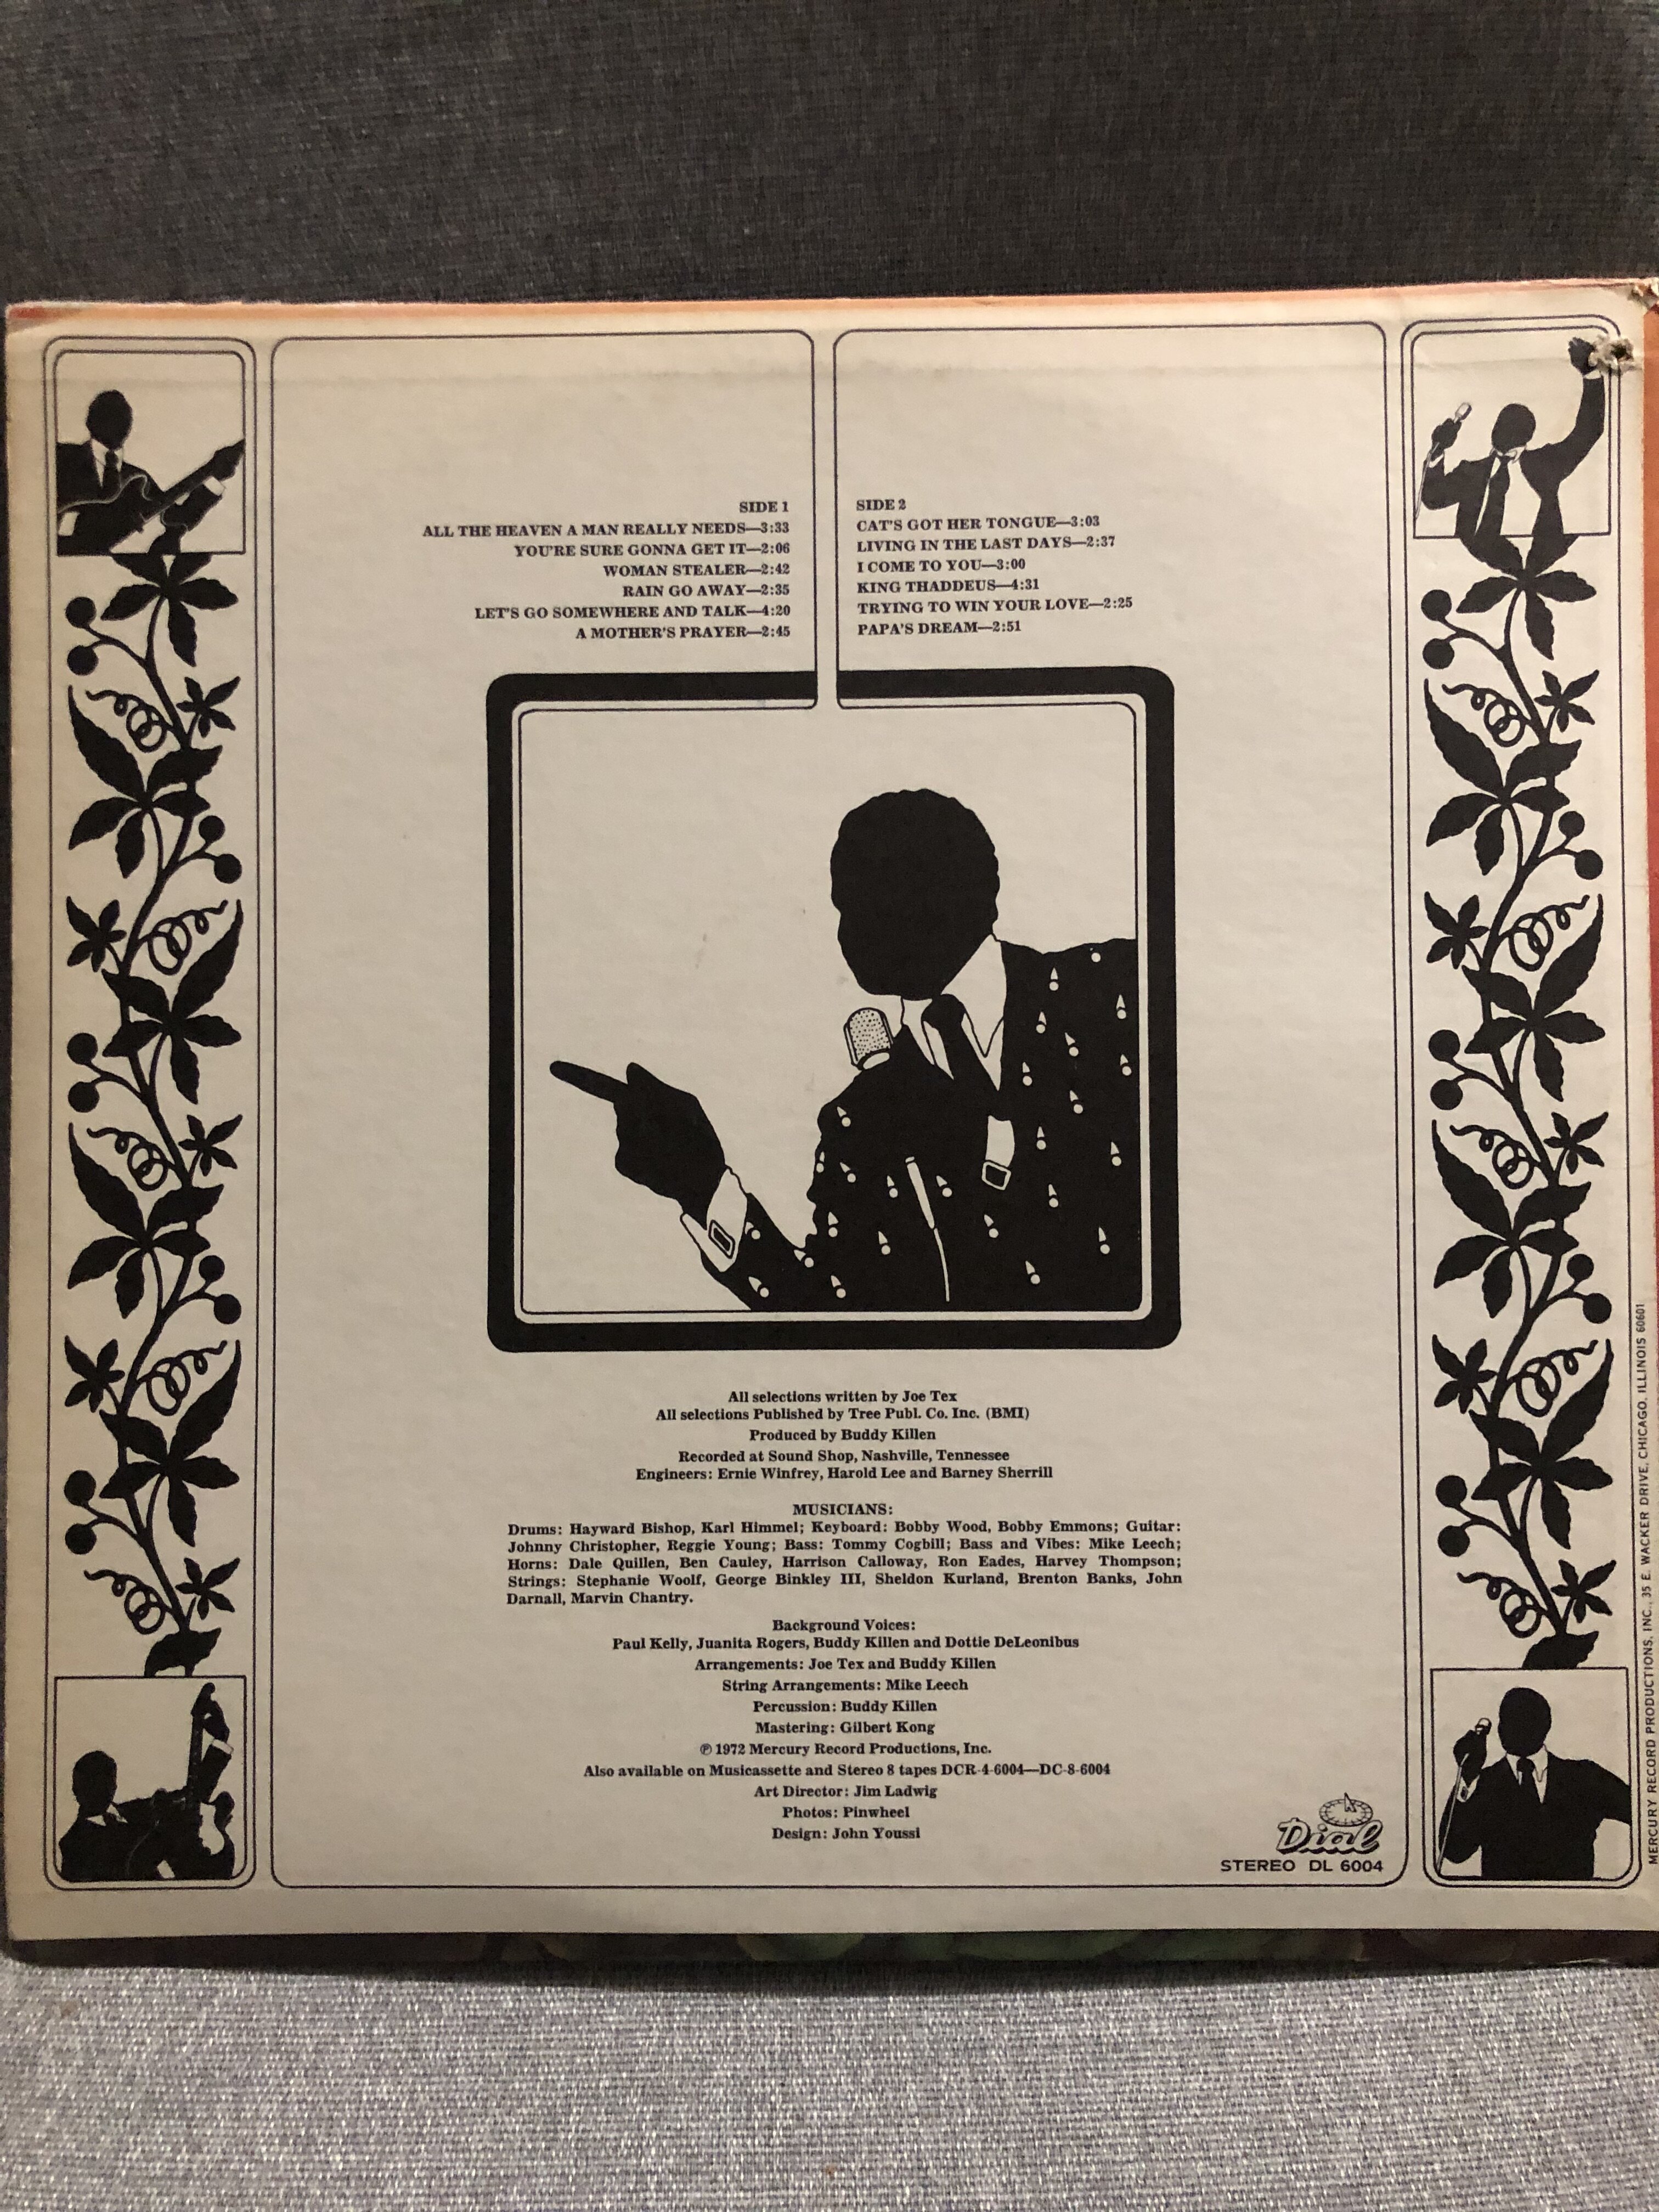 SIDE 1
ALL THE HEAVEN A MAN REALLY NEEDS—3:33
YOU'RE SURE GONNA GET IT—2:06
WOMAN STEALER—2:42
RAIN GO AWAY—2:35
LET'S GO SOMEWHERE AND TALK—4:20
A MOTHER'S PRAYER—2:45
SIDE 2
CAT'S GOT HER TONGUE—3:03
LIVING IN THE LAST DAYS—2:37
I COME TO YOU—3:00
KING THADDEUS—4:31
TRYING TO WIN YOUR LOVE—2:25
PAPA'S DREAM—2:51
All selections written by Joe Tex
All selections Published by Tree Publ. Co. Inc. (BMI)
Produced by Buddy Killen
Recorded at Sound Shop, Nashville, Tennessee
Engineers: Ernie Winfrey, Harold Lee and Barney Sherrill
MUSICIANS:
Drums: Hayward Bishop, Karl Himmel; Keyboard: Bobby Wood, Bobby Emmons; Guitar:
Johnny Christopher, Reggie Young; Bass: Tommy Cogbill; Bass and Vibes: Mike Leech;
Horns: Dale Quillen, Ben Cauley, Harrison Calloway, Ron Eades, Harvey Thompson;
Strings: Stephanie Woolf, George Binkley III, Sheldon Kurland, Brenton Banks, John
Darnall, Marvin Chantry.
Background Voices:
Paul Kelly, Juanita Rogers, Buddy Killen and Dottie DeLeonibus
Arrangements: Joe Tex and Buddy Killen
String Arrangements: Mike Leech
Percussion: Buddy Killen
Mastering: Gilbert Kong
℗ 1972 Mercury Record Productions, Inc.
Also available on Musicassette and Stereo 8 tapes DCR-4-6004—DC-8-6004
Art Director: Jim Ladwig
Photos: Pinwheel
Design: John Youssi
Dial
STEREO DL 6004
MERCURY RECORD PRODUCTIONS, INC., 35 E. WACKER DRIVE, CHICAGO, ILLINOIS 60601